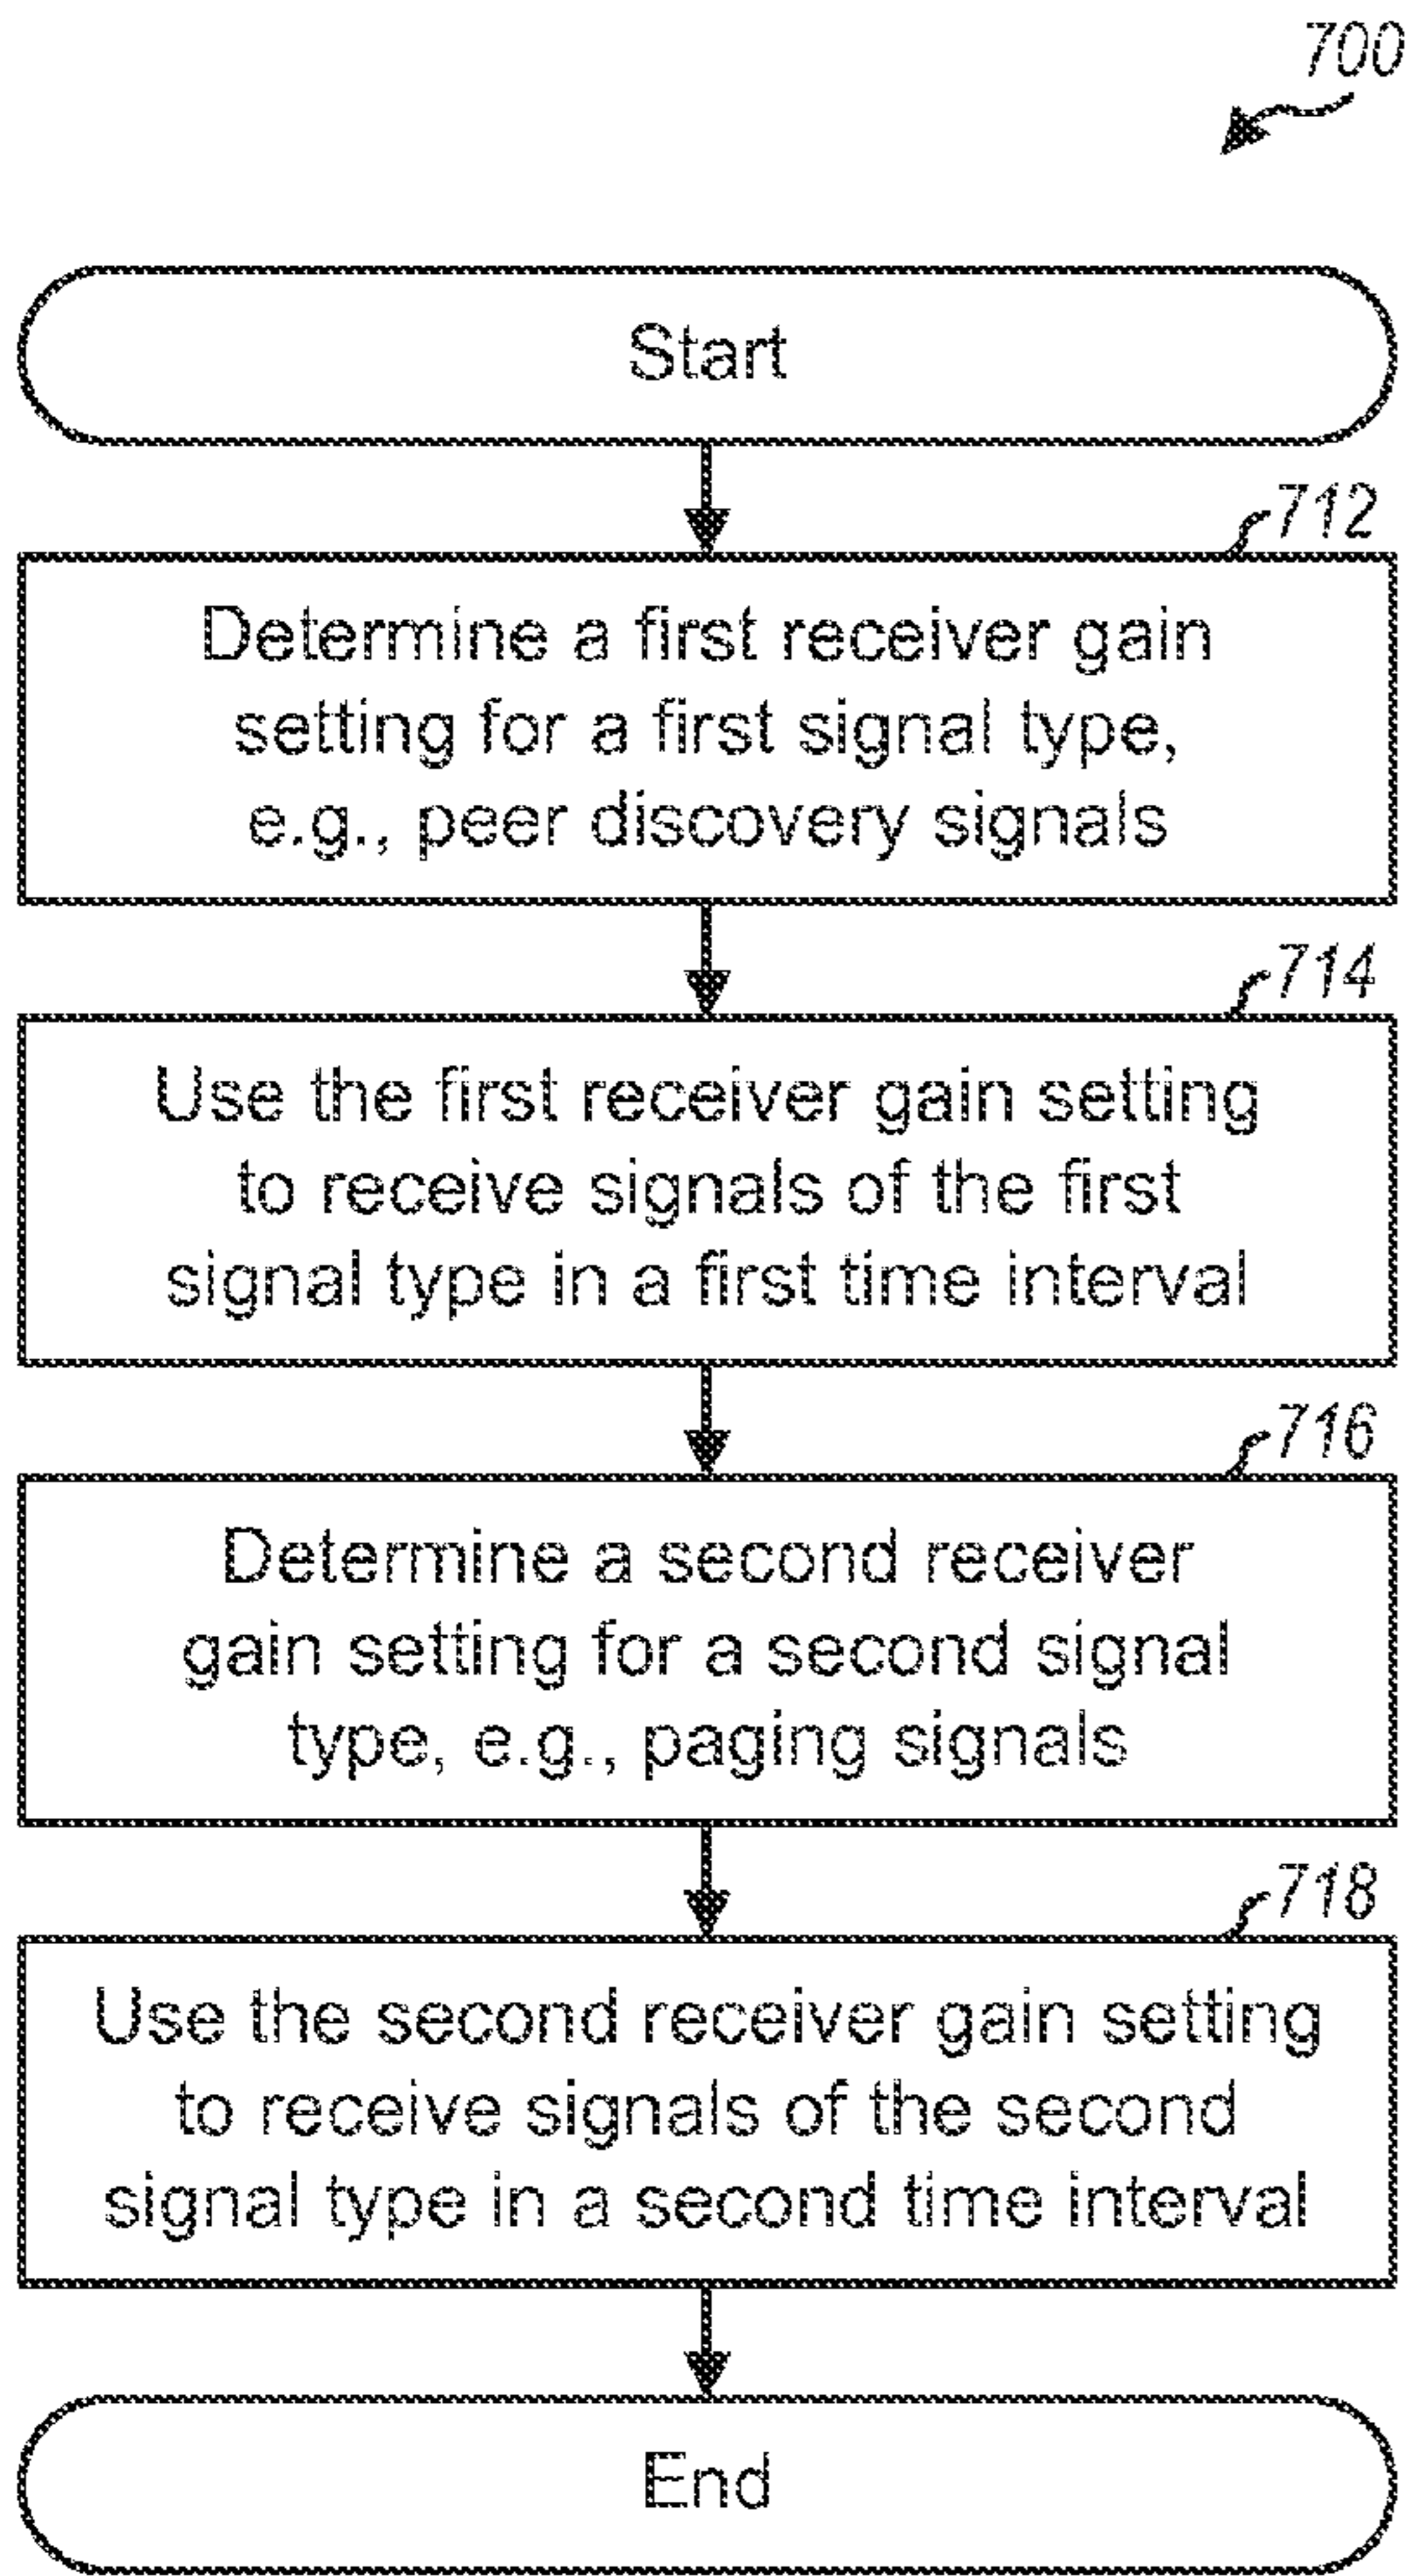 700
Start
712
Determine a first receiver gain
setting for a first signal type,
e.g., peer discovery signals
714
Use the first receiver gain setting
to receive signals of the first
signal type in a first time interval
716
Determine a second receiver
gain setting for a second signal
type, e.g., paging signals
718
Use the second receiver gain setting
to receive signals of the second
signal type in a second time interval
End